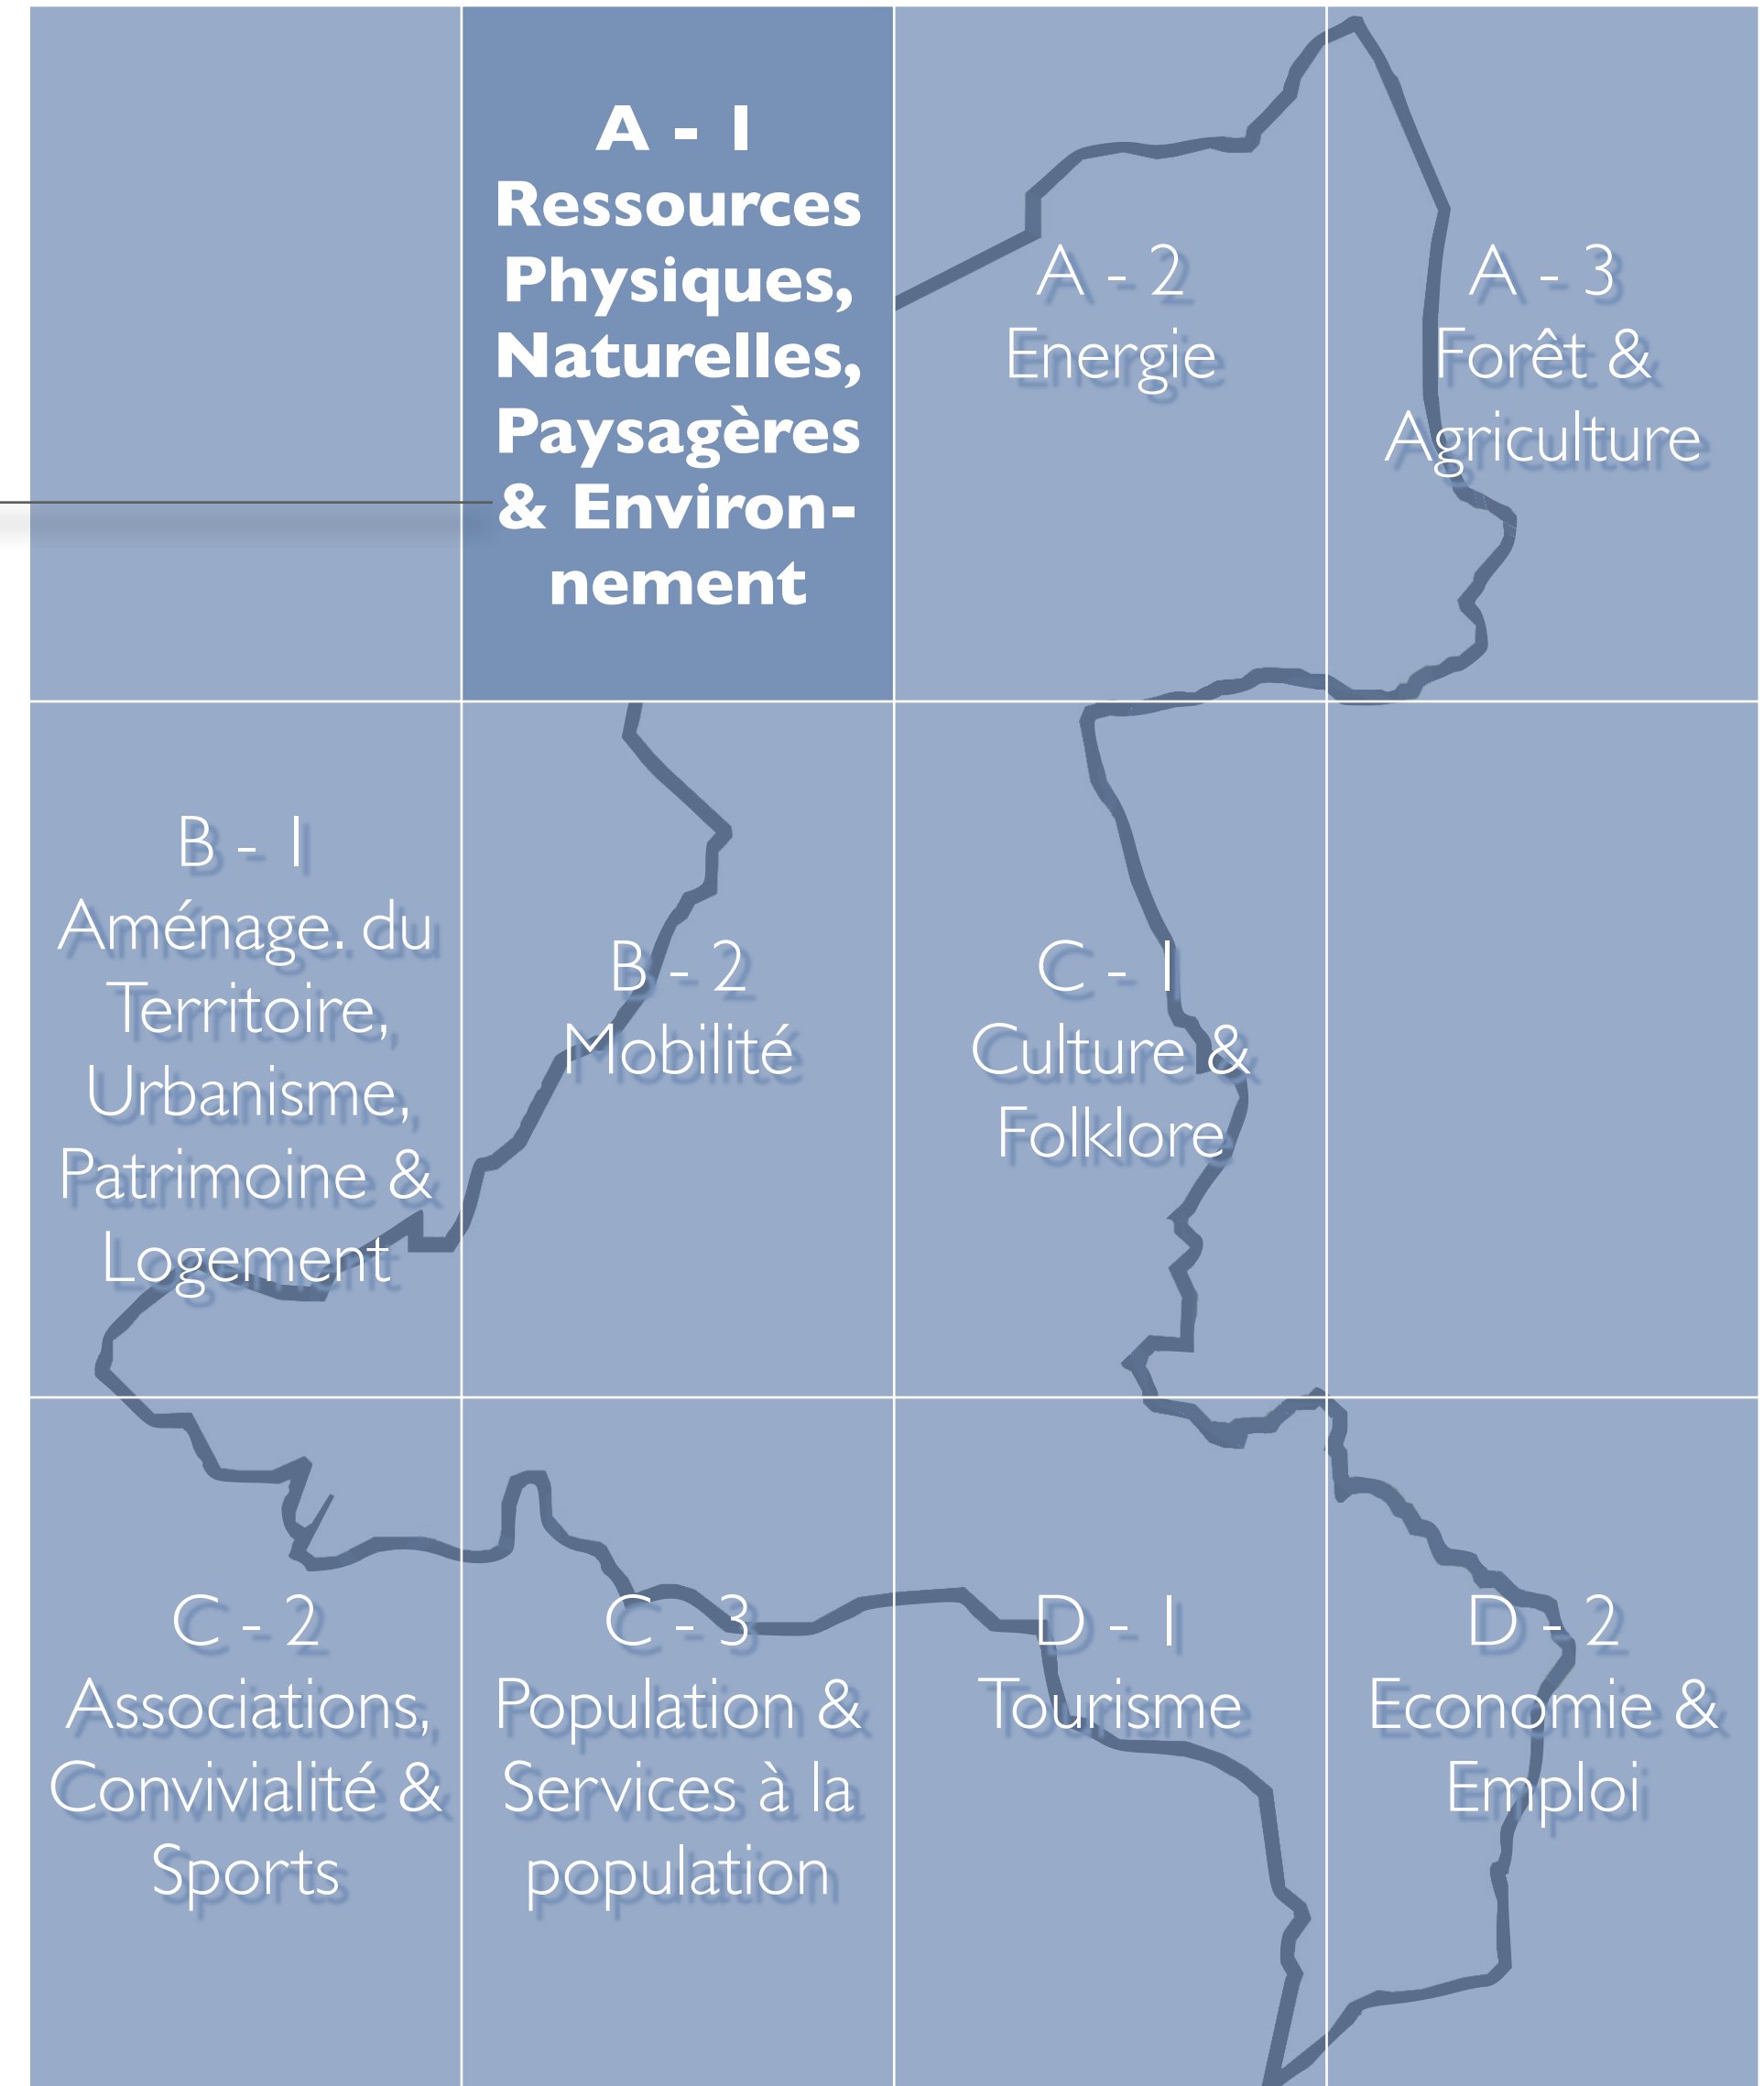 A - 1
Ressources
Physiques,
Naturelles,
Paysagères
& Environ-
nement
A - 2
Energie
A - 3
Forêt &
Agriculture
B - 1
Aménage. du
Territoire,
Urbanisme,
Patrimoine &
Logement
B - 2
Mobilité
C - 1
Culture &
Folklore
C - 2
Associations,
Convivialité &
Sports
C - 3
Population &
Services à la
population
D - 1
Tourisme
D - 2
Economie &
Emploi